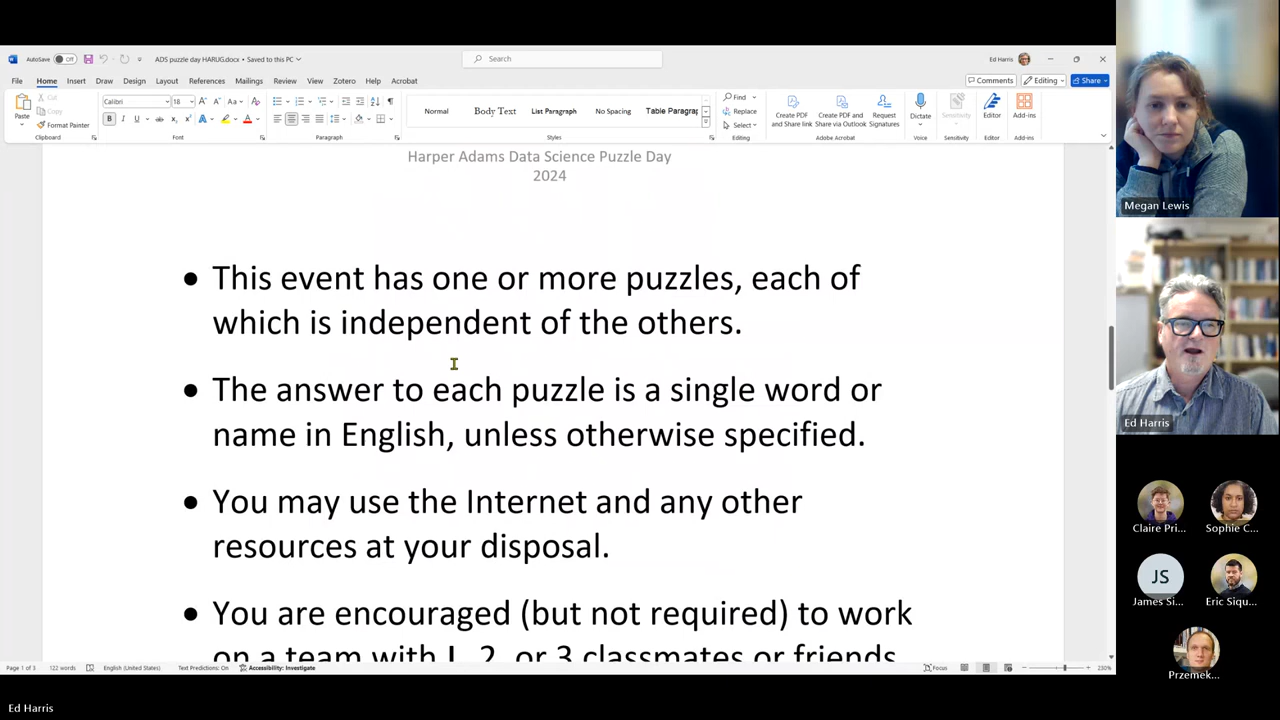 AutoSave
Off
ADS puzzle day HARUG.docx • Saved to this PC
Search
Ed Harris
File
Home
Insert
Draw
Design
Layout
References
Mailings
Review
View
Zotero
Help
Acrobat
Comments
Editing
Share
Paste
Cut
Copy
Format Painter
Clipboard
Calibri
18
Font
Paragraph
Normal
Body Text
List Paragraph
No Spacing
Table Paragrap
Styles
Find
Replace
Select
Editing
Create PDF and Share link
Create PDF and Share via Outlook
Request Signatures
Adobe Acrobat
Dictate
Voice
Sensitivity
Sensitivity
Editor
Editor
Add-ins
Add-ins
Harper Adams Data Science Puzzle Day
2024
• This event has one or more puzzles, each of
which is independent of the others.
• The answer to each puzzle is a single word or
name in English, unless otherwise specified.
• You may use the Internet and any other
resources at your disposal.
• You are encouraged (but not required) to work
on a team with 1, 2, or 3 classmates or friends
Page 1 of 3
122 words
English (United States)
Text Predictions: On
Accessibility: Investigate
Focus
230%
Megan Lewis
Ed Harris
Claire Pri...
Sophie C...
JS
James Si...
Eric Siqu...
Przemek...
Ed Harris